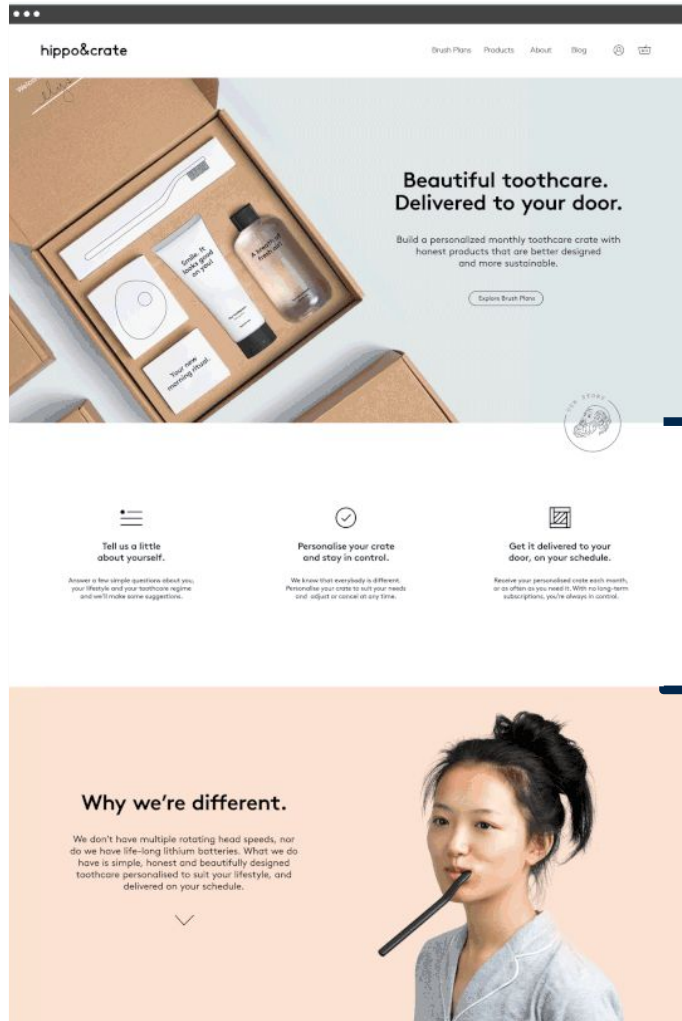 hippo&crate
Brush Plans Products About Blog
Beautiful toothcare.
Delivered to your door.
Build a personalized monthly toothcare crate with
honest products that are better designed
and more sustainable.
Explore Brush Plans
Smile. It
looks good
on you!
A breath of
fresh air!
Your new
morning ritual.
OUR STORY
Tell us a little
about yourself.
Answer a few simple questions about you,
your lifestyle and your toothcare regime
and we'll make some suggestions.
Personalise your crate
and stay in control.
We know that everybody is different.
Personalise your crate to suit your needs
and adjust or cancel at any time.
Get it delivered to your
door, on your schedule.
Receive your personalised crate each month,
or as often as you need it. With no long-term
subscriptions, you're always in control.
Why we're different.
We don't have multiple rotating head speeds, nor
do we have life-long lithium batteries. What we do
have is simple, honest and beautifully designed
toothcare personalised to suit your lifestyle, and
delivered on your schedule.